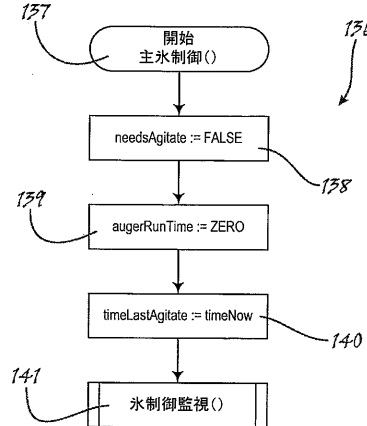 137
開始
主氷制御()
136
needsAgitate := FALSE
138
139
augerRunTime := ZERO
timeLastAgitate := timeNow
140
141
氷制御監視()